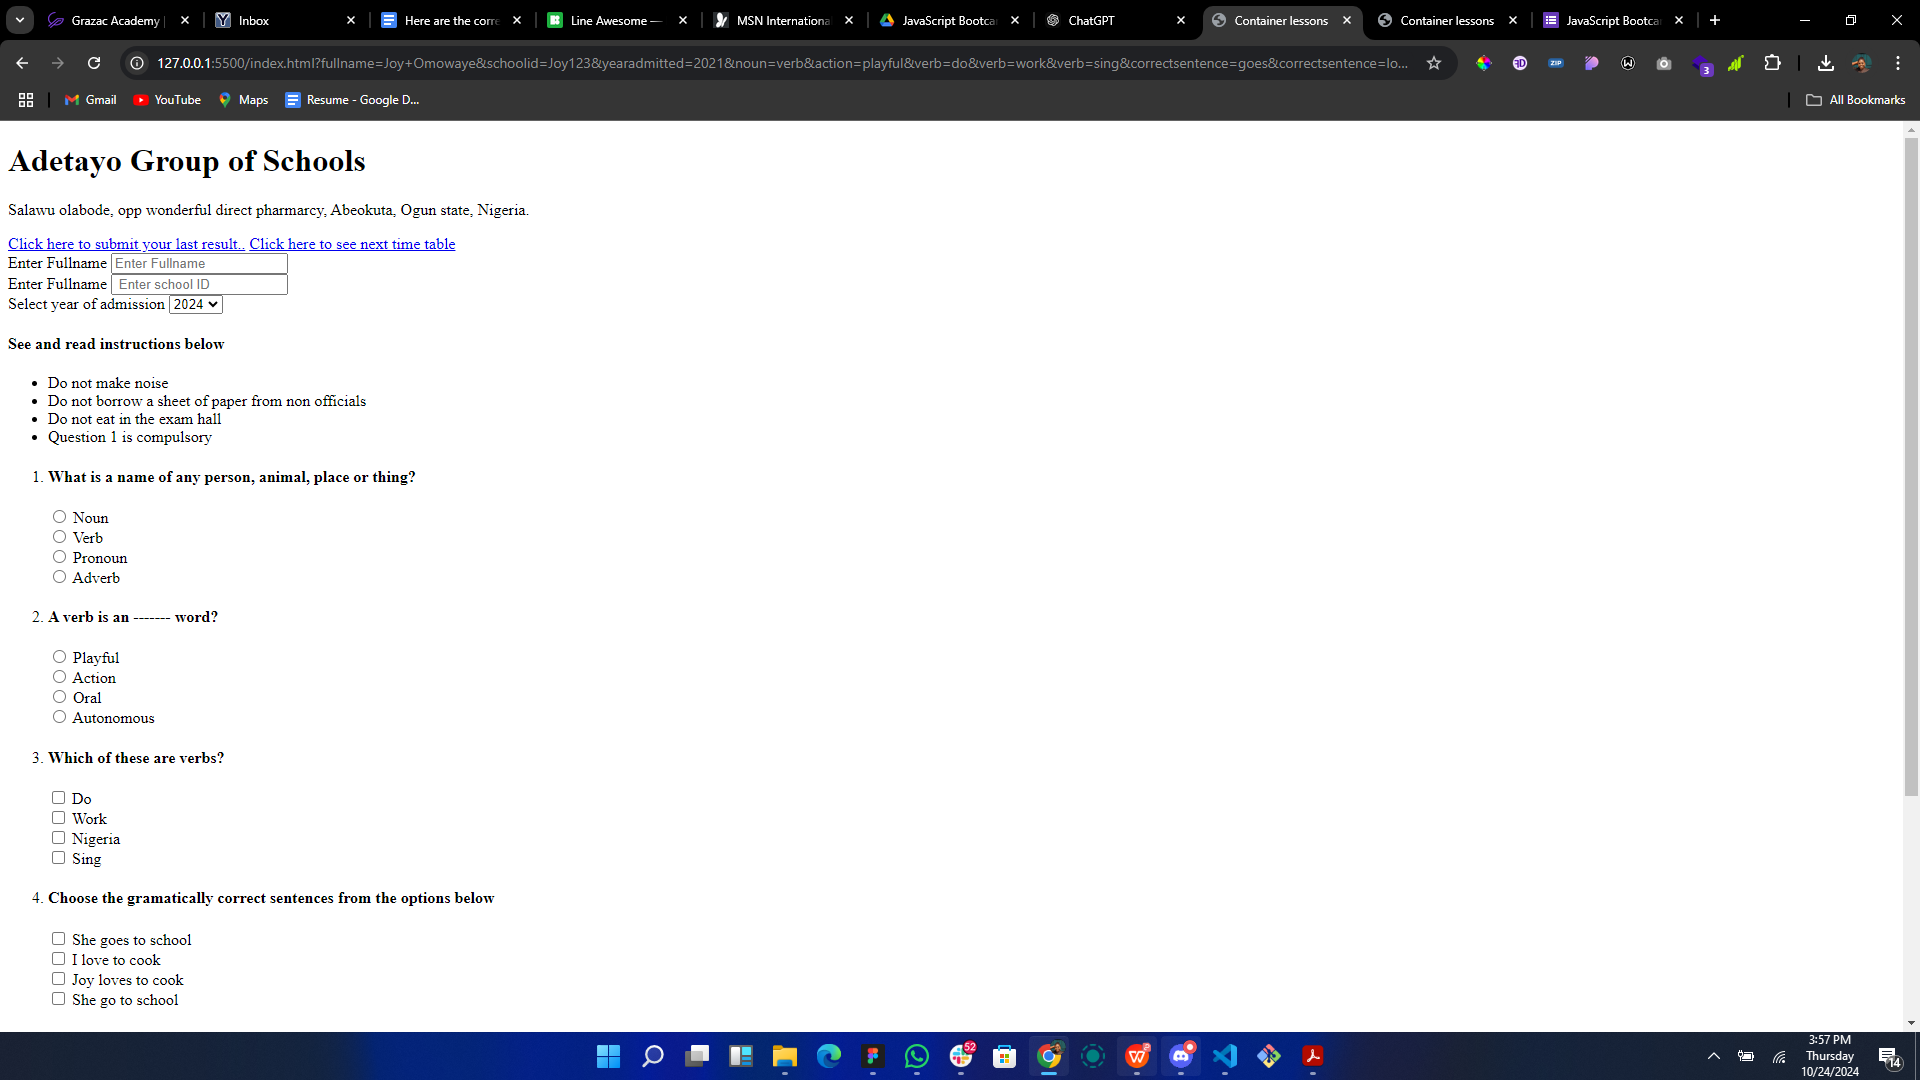 Grazac Academy
Inbox
Here are the corre
Line Awesome —
MSN Internationa
JavaScript Bootca
ChatGPT
Container lessons
Container lessons
JavaScript Bootca
127.0.0.1:5500/index.html?fullname=Joy+Omowaye&schoolid=Joy123&yearadmitted=2021&noun=verb&action=playful&verb=do&verb=work&verb=sing&correctsentence=goes&correctsentence=lo...
ZIP
3
Gmail
YouTube
Maps
Resume - Google D...
All Bookmarks
Adetayo Group of Schools
Salawu olabode, opp wonderful direct pharmarcy, Abeokuta, Ogun state, Nigeria.
Click here to submit your last result.. Click here to see next time table
Enter Fullname Enter Fullname
Enter Fullname Enter school ID
Select year of admission 2024
See and read instructions below
• Do not make noise
• Do not borrow a sheet of paper from non officials
• Do not eat in the exam hall
• Question 1 is compulsory
1. What is a name of any person, animal, place or thing?
Noun
Verb
Pronoun
Adverb
2. A verb is an ------- word?
Playful
Action
Oral
Autonomous
3. Which of these are verbs?
Do
Work
Nigeria
Sing
4. Choose the gramatically correct sentences from the options below
She goes to school
I love to cook
Joy loves to cook
She go to school
52
3:57 PM
Thursday
10/24/2024
14